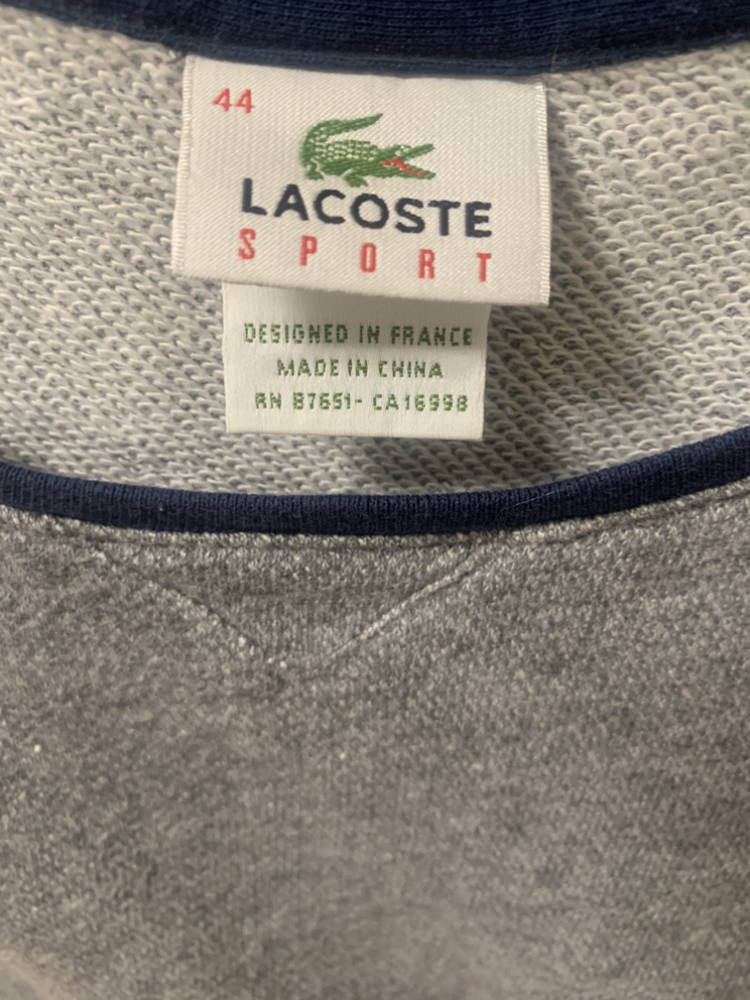 44
LACOSTE
SPORT
DESIGNED IN FRANCE
MADE IN CHINA
RN 87651- CA16998